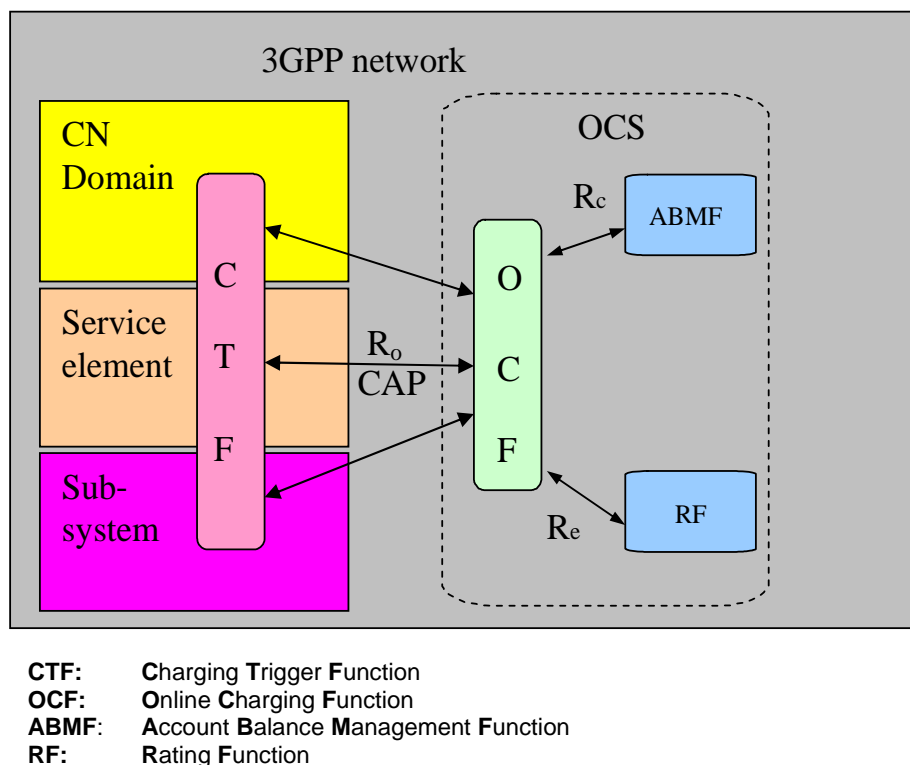 3GPP network
CN
Domain
Service
element
Sub-
system
C
T
F
Ro
CAP
OCS
O
C
F
Rc
ABMF
Re
RF
CTF: Charging Trigger Function
OCF: Online Charging Function
ABMF: Account Balance Management Function
RF: Rating Function